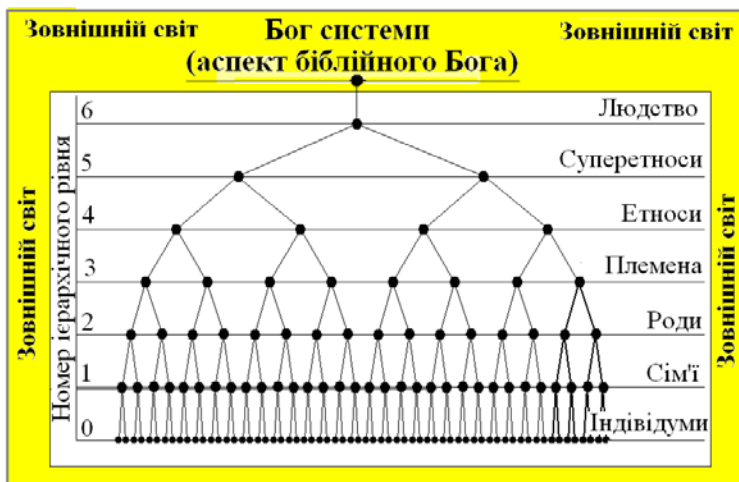 Зовнішній світ
Бог системи
Зовнішній світ
(аспект біблійного Бога)
Зовнішній світ
Номер ієрархічного рівня
6
Людство
5
Суперетноси
4
Етноси
3
Племена
2
Роди
1
Сім'ї
0
Індівідуми
Зовнішній світ